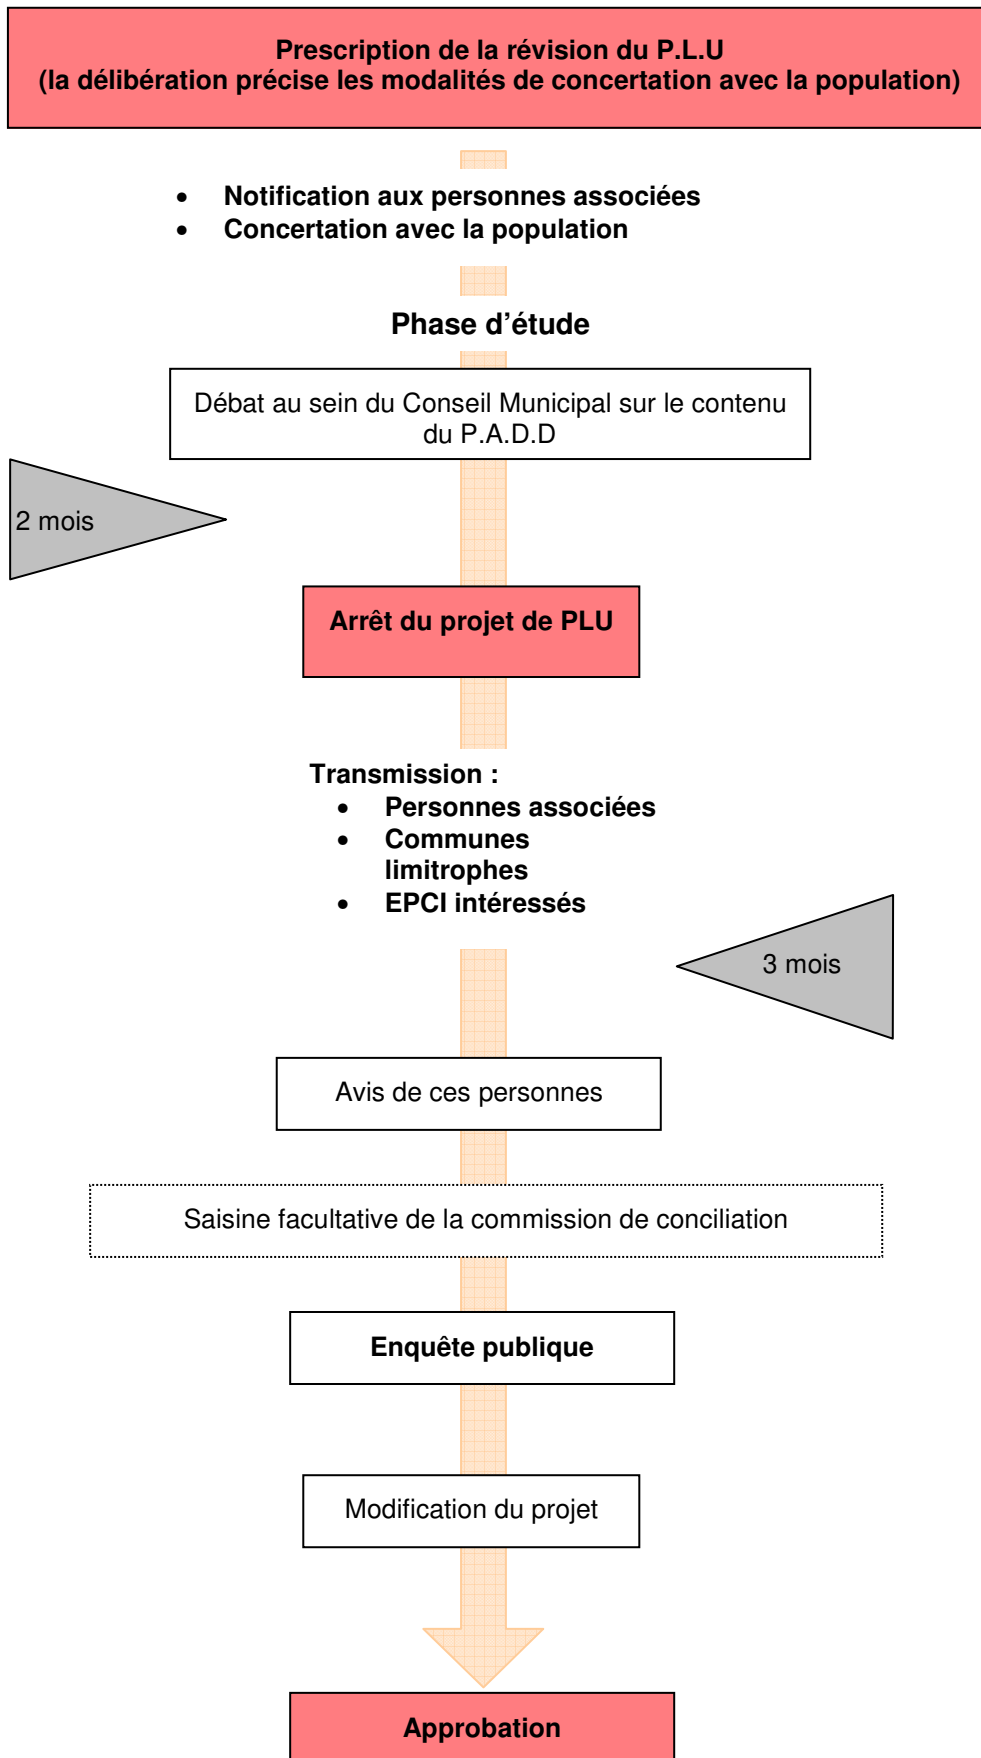 Prescription de la révision du P.L.U
(la délibération précise les modalités de concertation avec la population)
• Notification aux personnes associées
• Concertation avec la population
Phase d'étude
Débat au sein du Conseil Municipal sur le contenu
du P.A.D.D
2 mois
Arrêt du projet de PLU
Transmission :
• Personnes associées
• Communes
limitrophes
• EPCI intéressés
3 mois
Avis de ces personnes
Saisine facultative de la commission de conciliation
Enquête publique
Modification du projet
Approbation